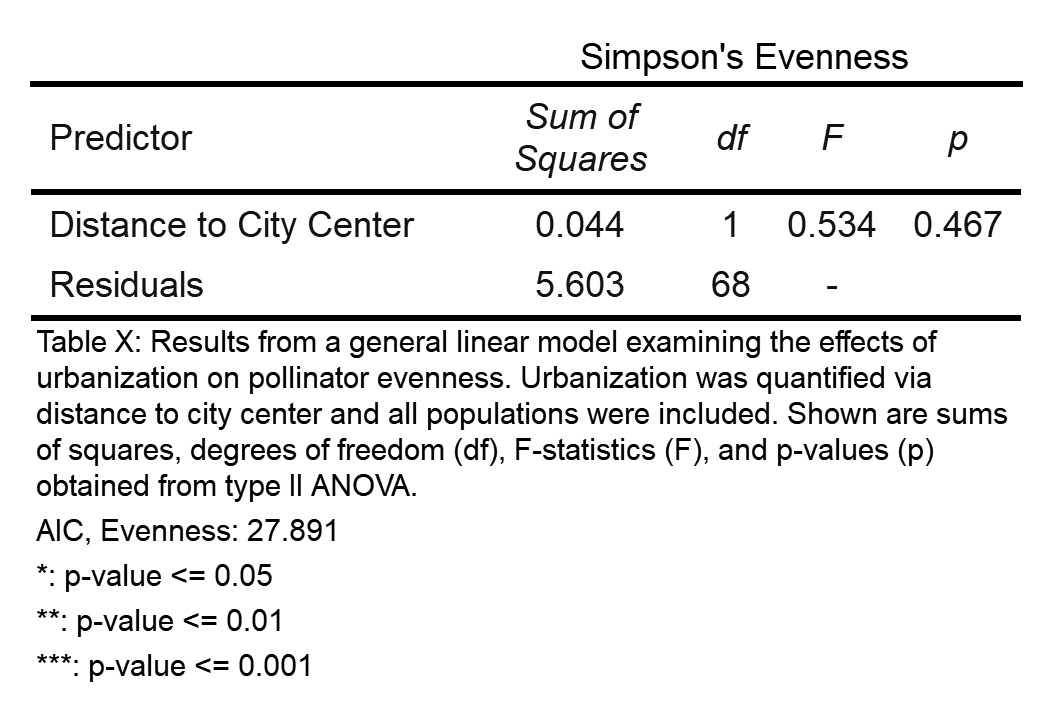 Simpson's Evenness
Predictor Sum of Squares df F p
Distance to City Center 0.044 1 0.534 0.467
Residuals 5.603 68 -
Table X: Results from a general linear model examining the effects of
urbanization on pollinator evenness. Urbanization was quantified via
distance to city center and all populations were included. Shown are sums
of squares, degrees of freedom (df), F-statistics (F), and p-values (p)
obtained from type II ANOVA.
AIC, Evenness: 27.891
*: p-value <= 0.05
**: p-value <= 0.01
***: p-value <= 0.001